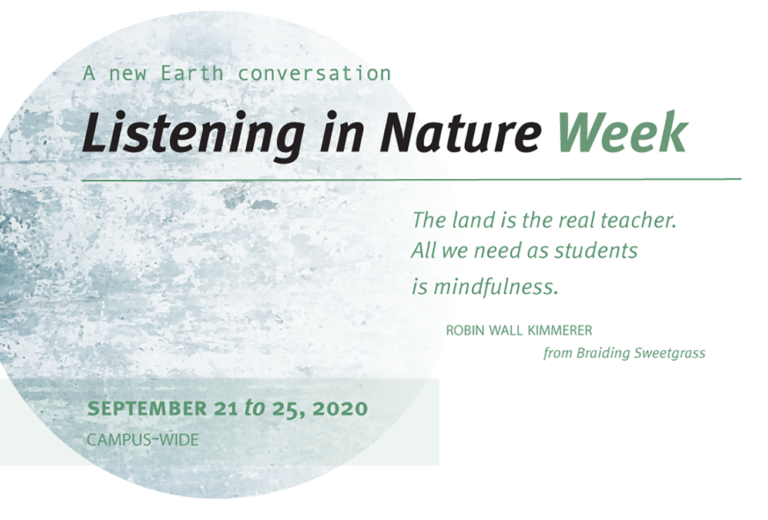 A new Earth conversation
Listening in Nature Week
The land is the real teacher.
All we need as students
is mindfulness.
ROBIN WALL KIMMERER
from Braiding Sweetgrass
SEPTEMBER 21 to 25, 2020
CAMPUS-WIDE